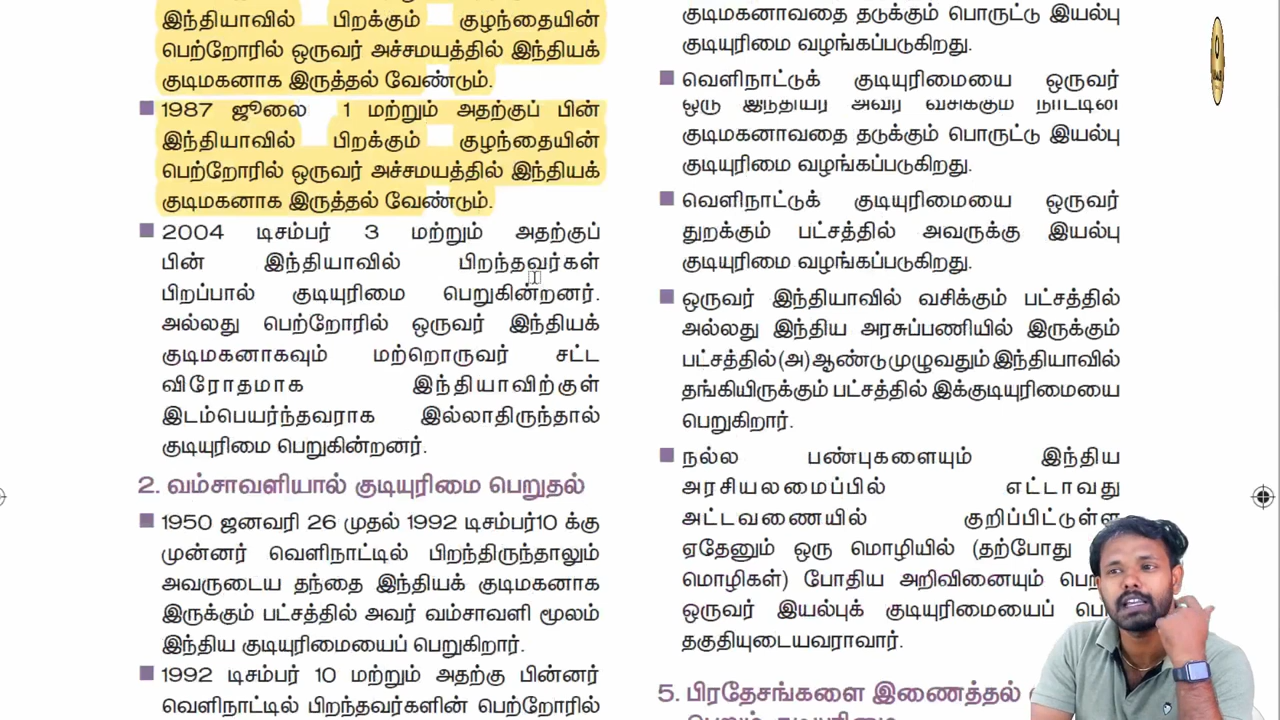 இந்தியாவில் பிறக்கும் குழந்தையின்
பெற்றோரில் ஒருவர் அச்சமயத்தில் இந்தியக்
குடிமகனாக இருத்தல் வேண்டும்.
1987 ஜூலை 1 மற்றும் அதற்குப் பின்
இந்தியாவில் பிறக்கும் குழந்தையின்
பெற்றோரில் ஒருவர் அச்சமயத்தில் இந்தியக்
குடிமகனாக இருத்தல் வேண்டும்.
2004 டிசம்பர் 3 மற்றும் அதற்குப்
பின் இந்தியாவில் பிறந்தவர்கள்
பிறப்பால் குடியுரிமை பெறுகின்றனர்.
அல்லது பெற்றோரில் ஒருவர் இந்தியக்
குடிமகனாகவும் மற்றொருவர் சட்ட
விரோதமாக இந்தியாவிற்குள்
இடம்பெயர்ந்தவராக இல்லாதிருந்தால்
குடியுரிமை பெறுகின்றனர்.
2. வம்சாவளியால் குடியுரிமை பெறுதல்
1950 ஜனவரி 26 முதல் 1992 டிசம்பர்10 க்கு
முன்னர் வெளிநாட்டில் பிறந்திருந்தாலும்
அவருடைய தந்தை இந்தியக் குடிமகனாக
இருக்கும் பட்சத்தில் அவர் வம்சாவளி மூலம்
இந்திய குடியுரிமையைப் பெறுகிறார்.
1992 டிசம்பர் 10 மற்றும் அதற்கு பின்னர்
வெளிநாட்டில் பிறந்தவர்களின் பெற்றோரில்
குடிமகனாவதை தடுக்கும் பொருட்டு இயல்பு
குடியுரிமை வழங்கப்படுகிறது.
வெளிநாட்டுக் குடியுரிமையை ஒருவர்
ஒரு இந்தியர் அவர் வசிக்கும் நாட்டின்
குடிமகனாவதை தடுக்கும் பொருட்டு இயல்பு
குடியுரிமை வழங்கப்படுகிறது.
வெளிநாட்டுக் குடியுரிமையை ஒருவர்
துறக்கும் பட்சத்தில் அவருக்கு இயல்பு
குடியுரிமை வழங்கப்படுகிறது.
ஒருவர் இந்தியாவில் வசிக்கும் பட்சத்தில்
அல்லது இந்திய அரசுப்பணியில் இருக்கும்
பட்சத்தில் (அ) ஆண்டு முழுவதும் இந்தியாவில்
தங்கியிருக்கும் பட்சத்தில் இக்குடியுரிமையை
பெறுகிறார்.
நல்ல பண்புகளையும் இந்திய
அரசியலமைப்பில் எட்டாவது
அட்டவணையில் குறிப்பிட்டுள்ள
ஏதேனும் ஒரு மொழியில் (தற்போது
மொழிகள்) போதிய அறிவினையும்
ஒருவர் இயல்புக் குடியுரிமையைப்
தகுதியுடையவராவார்.
5. பிரதேசங்களை இணைத்தல்